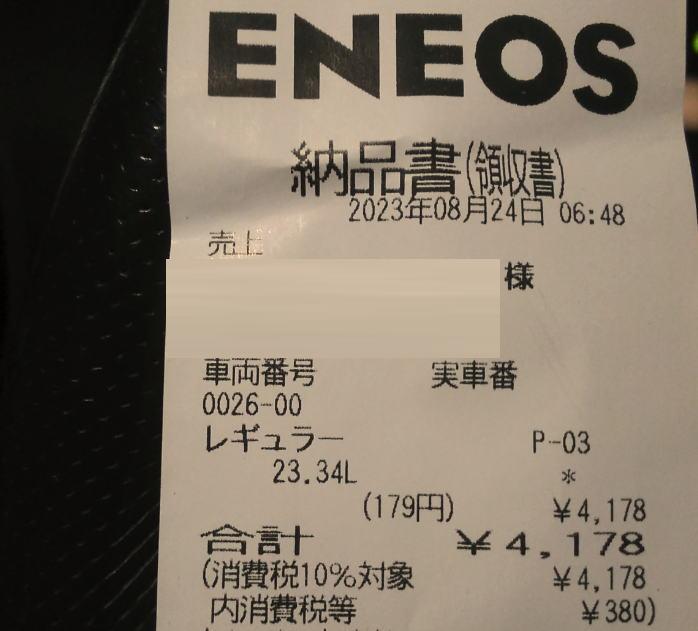 ENEOS
納品書(領収書)
2023年08月24日 06:48
売上
様
車両番号 実車番
0026-00
レギュラー P-03
23.34L *
(179円) ¥4,178
合計 ¥4,178
(消費税10%対象 ¥4,178
内消費税等 ¥380)